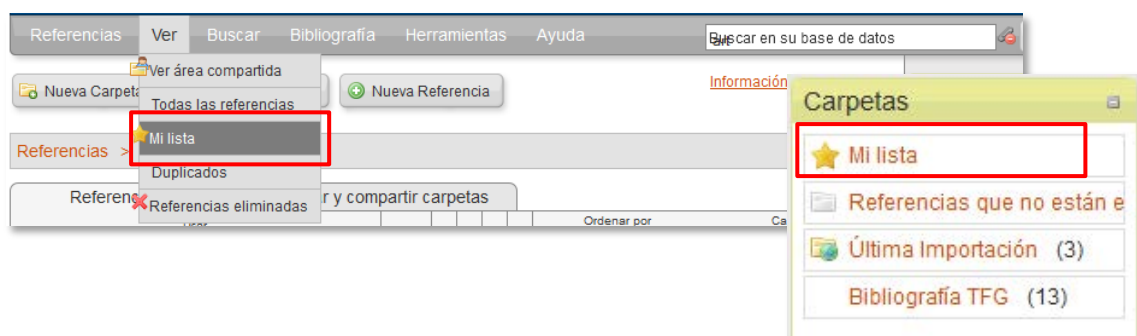 Referencias Ver Buscar Bibliografía Herramientas Ayuda Buscar en su base de datos
Ver área compartida
Nueva Carpeta Nueva Referencia Información
Todas las referencias
Mi lista
Referencias >
Duplicados
Referenc r y compartir carpetas
Referencias eliminadas
Ordenar por Ca
Carpetas
Mi lista
Referencias que no están e
Última Importación (3)
Bibliografía TFG (13)